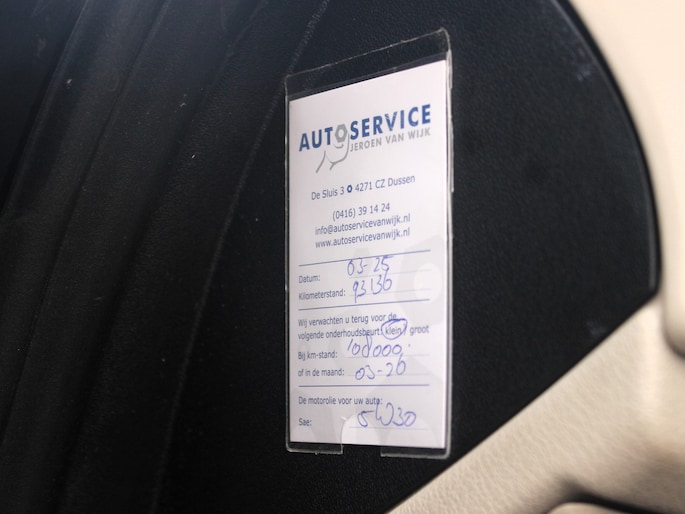 AUTOSERVICE
JEROEN VAN WIJK
De Sluis 3 4271 CZ Dussen
(0416) 39 14 24
info@autoservicevanwijk.nl
www.autoservicevanwijk.nl
Datum: 03-25
Kilometerstand: 93136
Wij verwachten u terug voor de
volgende onderhoudsbeurt: klein / groot
Bij km-stand: 108000
of in de maand: 03-26
De motorolie voor uw auto:
Sae: 5W30